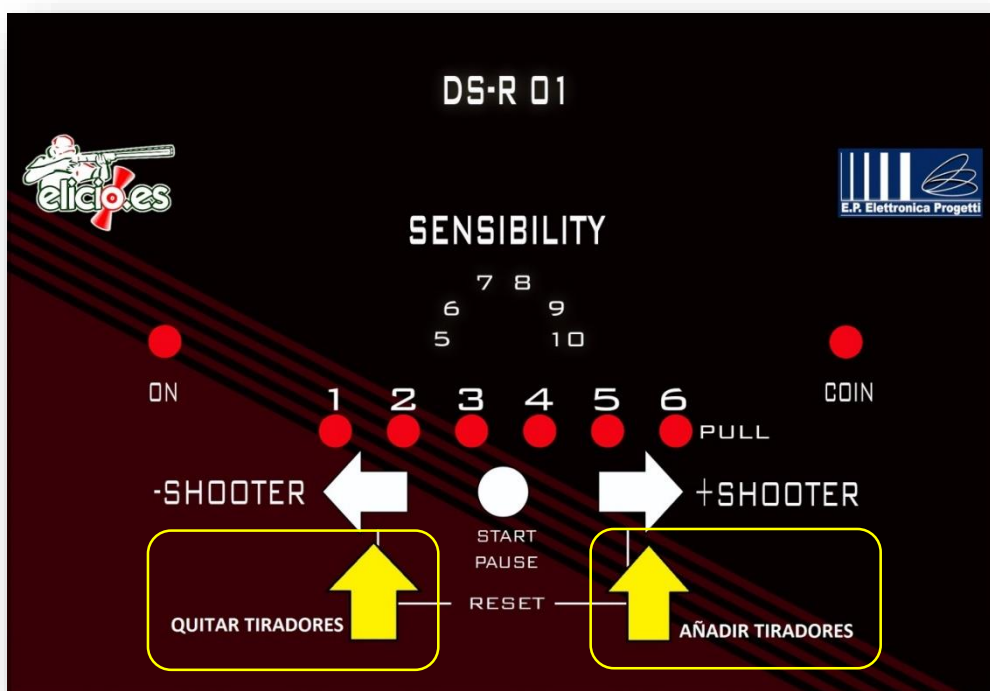 DS-R 01
elicio.es
E.P. Elettronica Progetti
SENSIBILITY
7 8
6 9
5 10
ON
COIN
1 2 3 4 5 6
PULL
-SHOOTER
+SHOOTER
START
PAUSE
RESET
QUITAR TIRADORES
AÑADIR TIRADORES